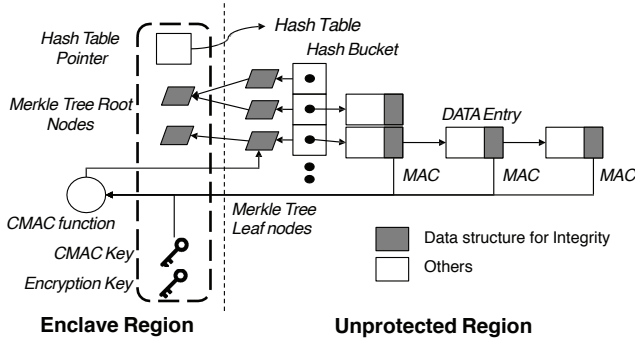 Hash Table
Pointer
Hash Table
Hash Bucket
Merkle Tree Root
Nodes
DATA Entry
MAC
MAC
MAC
CMAC function
Merkle Tree
Leaf nodes
CMAC Key
Encryption Key
Data structure for Integrity
Others
Enclave Region
Unprotected Region